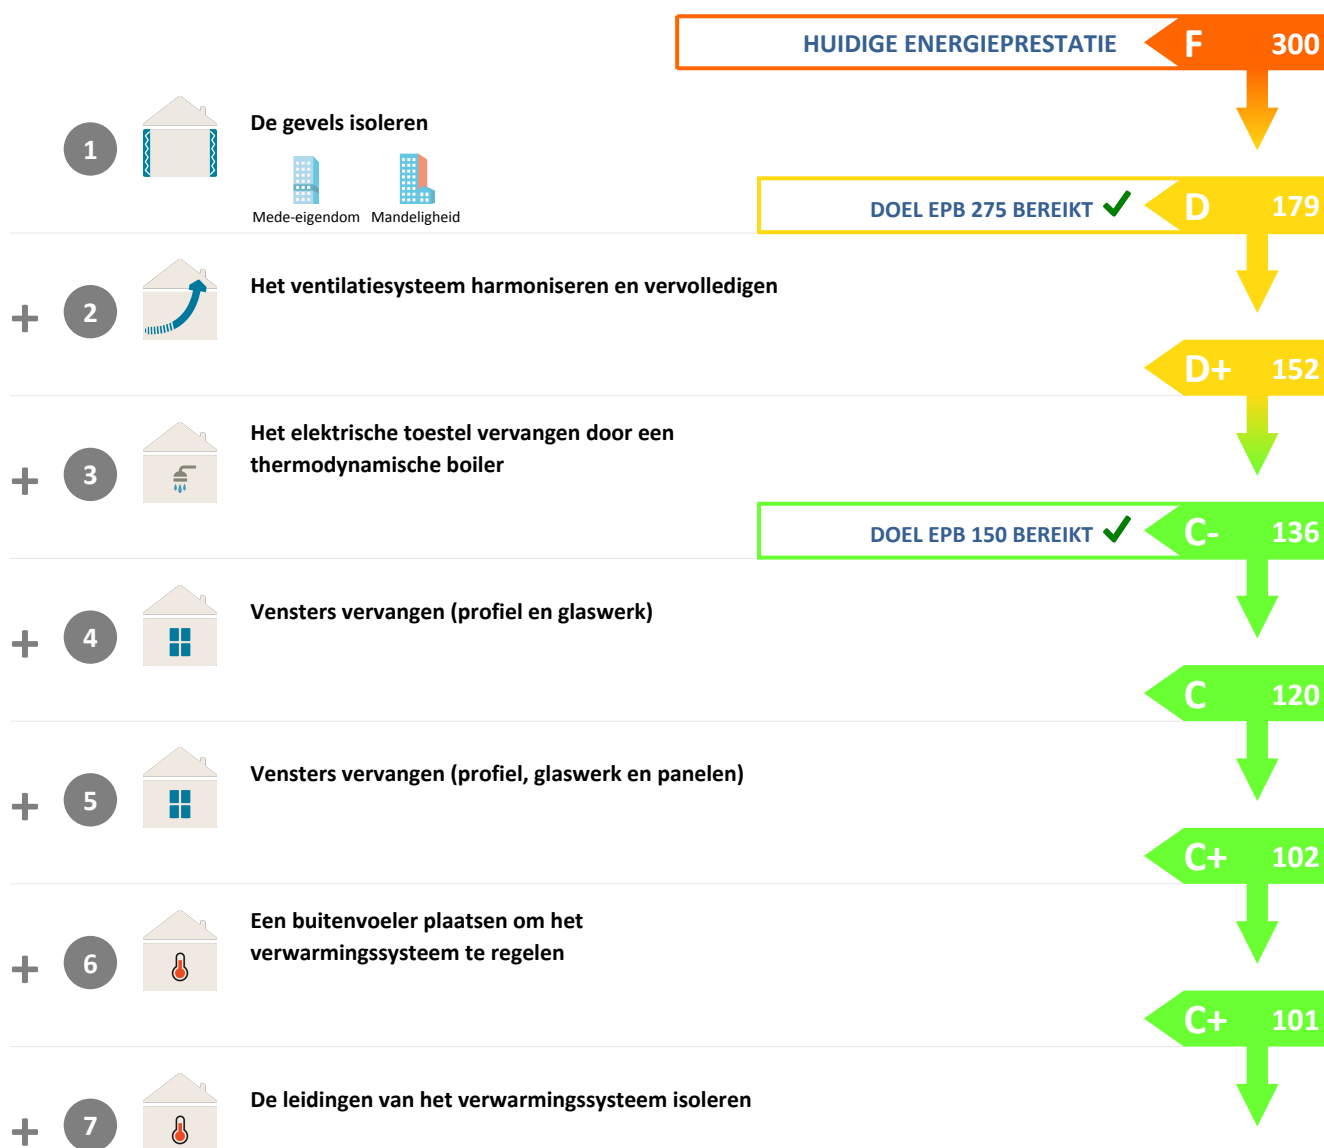 HUIDIGE ENERGIEPRESTATIE F 300
1 De gevels isoleren
Mede-eigendom Mandeligheid
DOEL EPB 275 BEREIKT D 179
+ 2 Het ventilatiesysteem harmoniseren en vervolledigen
D+ 152
+ 3 Het elektrische toestel vervangen door een
thermodynamische boiler
DOEL EPB 150 BEREIKT C- 136
+ 4 Vensters vervangen (profiel en glaswerk)
C 120
+ 5 Vensters vervangen (profiel, glaswerk en panelen)
C+ 102
+ 6 Een buitenvoeler plaatsen om het
verwarmingssysteem te regelen
C+ 101
+ 7 De leidingen van het verwarmingssysteem isoleren